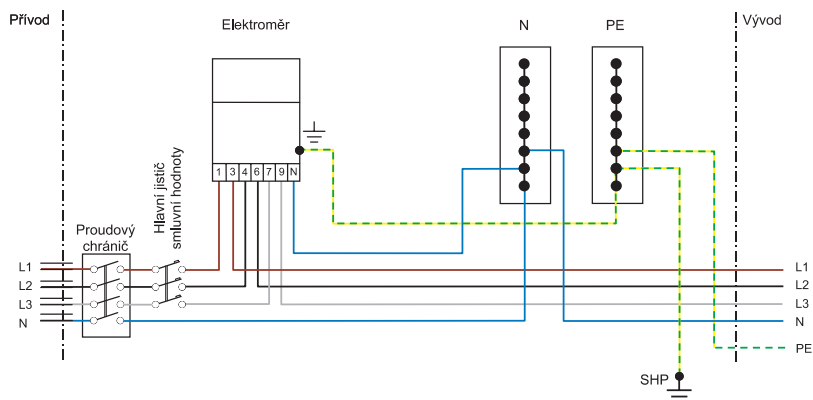 Přívod
Elektroměr
N
PE
Vývod
1 3 4 6 7 9 N
Hlavní jistič
smluvní hodnoty
Proudový
chránič
L1
L2
L3
N
L1
L2
L3
N
PE
SHP